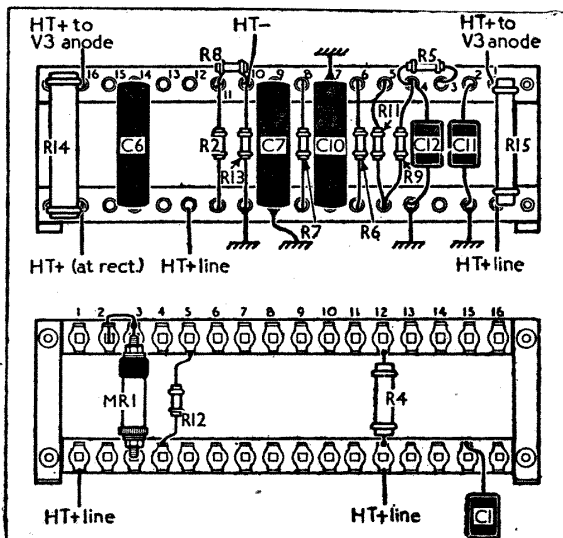 HT+ to V3 anode
HT-
HT+ to V3 anode
R8
R5
16 15 14 13 12 11 10 9 8 7 6 5 4 3 2 1
R14
C6
R2
R13
C7
R7
C10
R6
R11
R9
C12
C11
R15
HT+ (at rect.)
HT+line
HT+line
1 2 3 4 5 6 7 8 9 10 11 12 13 14 15 16
MR1
R12
R4
HT+line
HT+line
C1